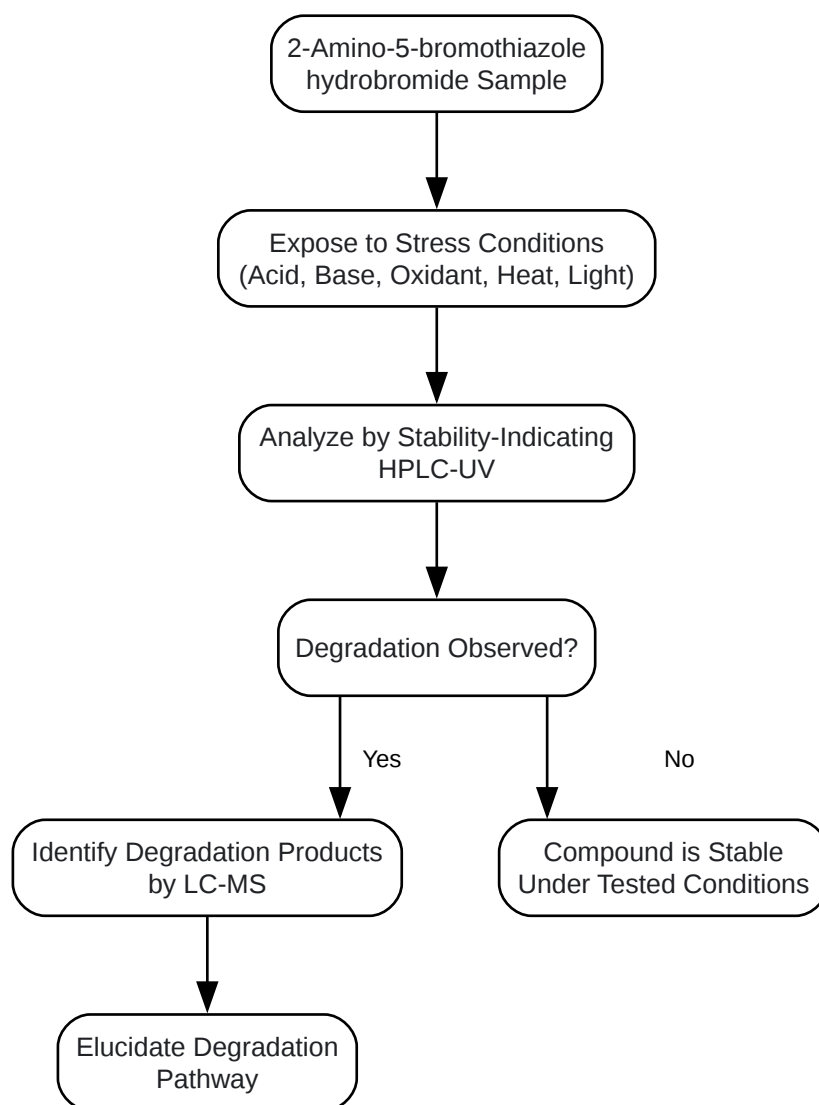 2-Amino-5-bromothiazole
hydrobromide Sample
Expose to Stress Conditions
(Acid, Base, Oxidant, Heat, Light)
Analyze by Stability-Indicating
HPLC-UV
Degradation Observed?
Yes
No
Identify Degradation Products
by LC-MS
Compound is Stable
Under Tested Conditions
Elucidate Degradation
Pathway